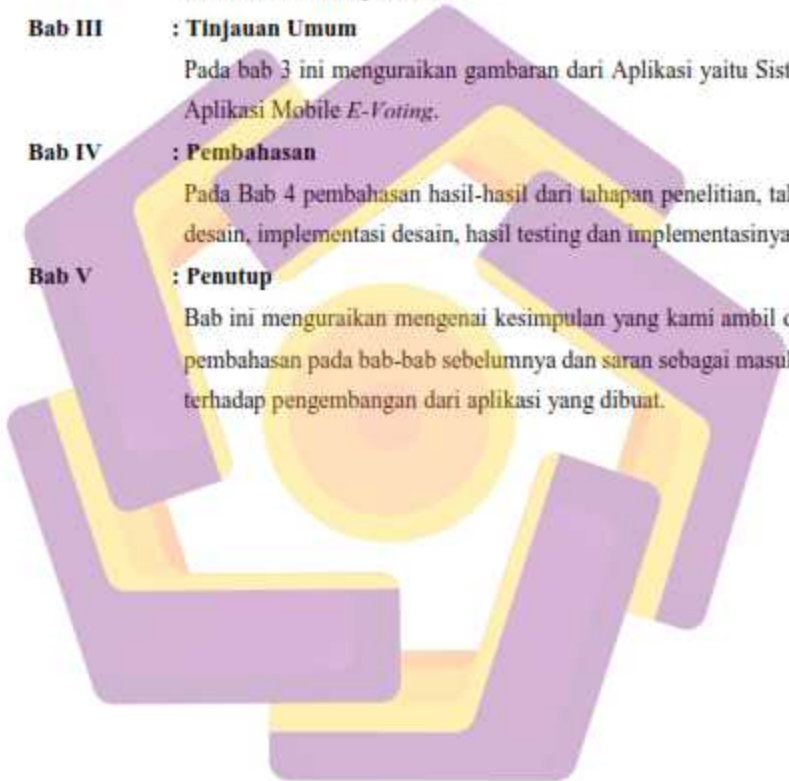 Bab III : Tinjauan Umum
Pada bab 3 ini menguraikan gambaran dari Aplikasi yaitu
Aplikasi Mobile E-Voting.
Bab IV : Pembahasan
Pada Bab 4 pembahasan hasil-hasil dari tahapan penelitian,
desain, implementasi desain, hasil testing dan implementasinya
Bab V : Penutup
Bab ini menguraikan mengenai kesimpulan yang kami ambil
pembahasan pada bab-bab sebelumnya dan saran sebagai
terhadap pengembangan dari aplikasi yang dibuat.